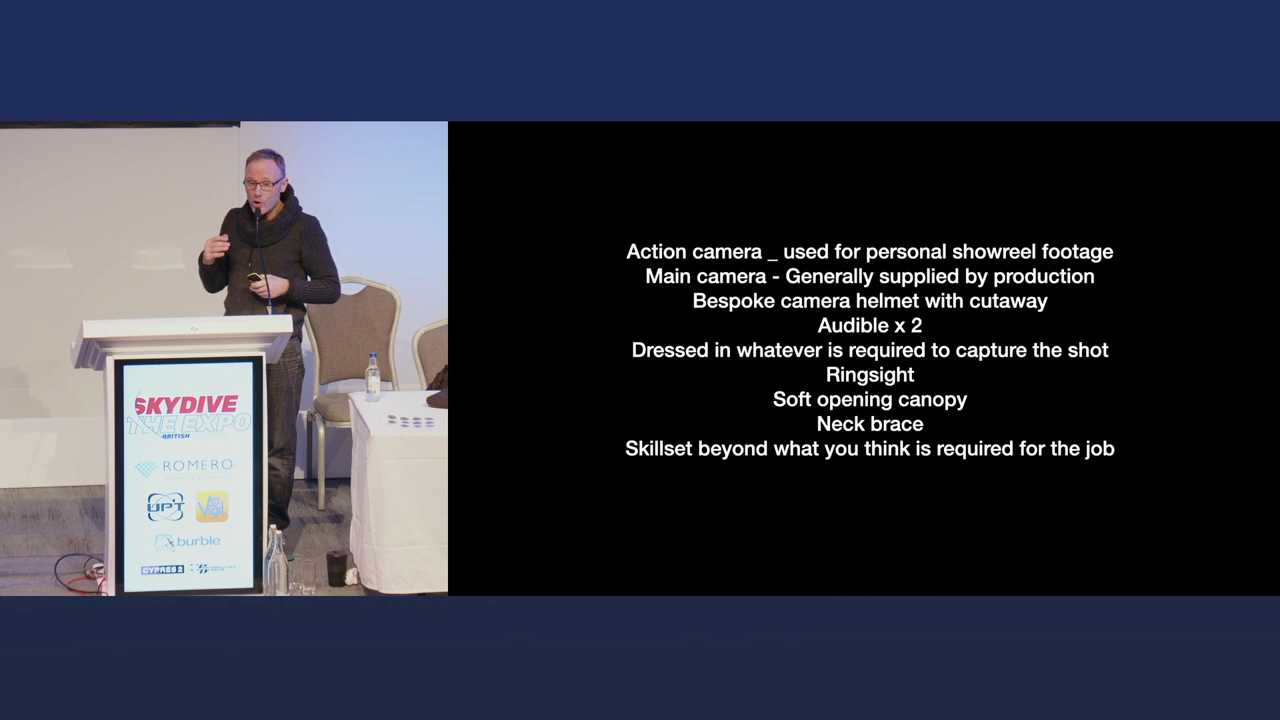 SKYDIVE
THE EXPO
BRITISH
ROMERO
UPT
burble
CYPRES 2
Action camera _ used for personal showreel footage
Main camera - Generally supplied by production
Bespoke camera helmet with cutaway
Audible x 2
Dressed in whatever is required to capture the shot
Ringsight
Soft opening canopy
Neck brace
Skillset beyond what you think is required for the job